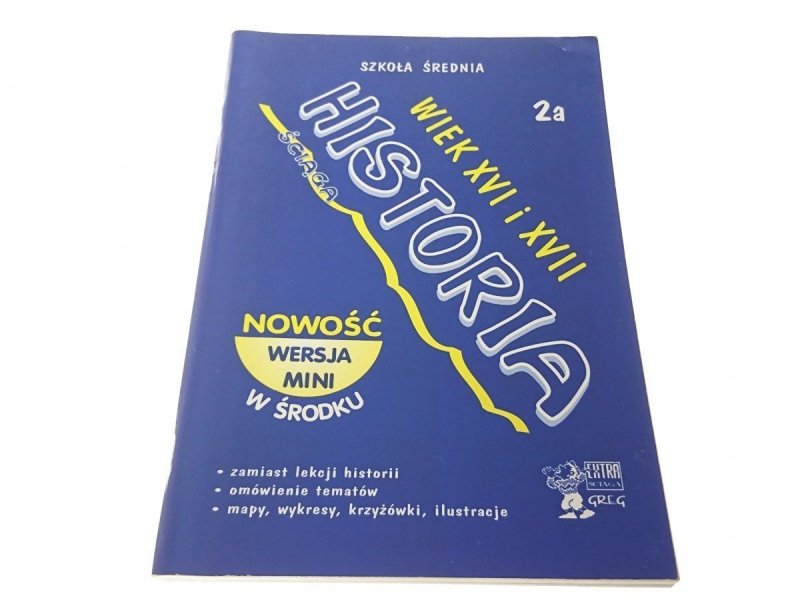 SZKOŁA ŚREDNIA
2a
WIEK XVI i XVII
HISTORIA
ŚCIĄGA
NOWOŚĆ
WERSJA
MINI
W ŚRODKU
• zamiast lekcji historii
• omówienie tematów
• mapy, wykresy, krzyżówki, ilustracje
EXTRA
ŚCIĄGA
GREG